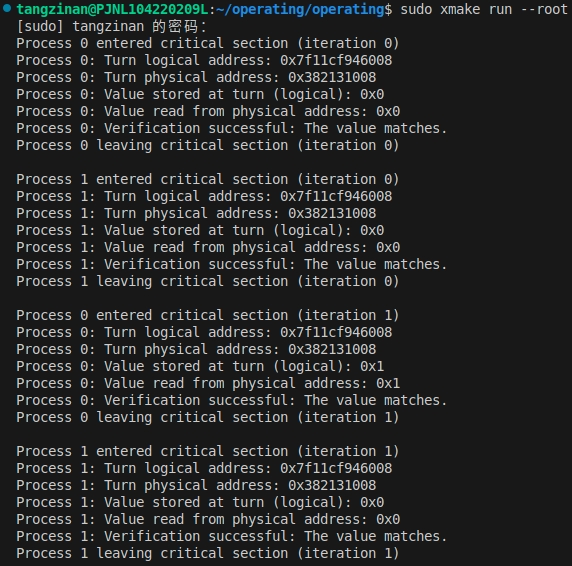 tangzinan@PJNL104220209L:~/operating/operating$ sudo xmake run --root
[sudo] tangzinan 的密码：
Process 0 entered critical section (iteration 0)
Process 0: Turn logical address: 0x7f11cf946008
Process 0: Turn physical address: 0x382131008
Process 0: Value stored at turn (logical): 0x0
Process 0: Value read from physical address: 0x0
Process 0: Verification successful: The value matches.
Process 0 leaving critical section (iteration 0)
Process 1 entered critical section (iteration 0)
Process 1: Turn logical address: 0x7f11cf946008
Process 1: Turn physical address: 0x382131008
Process 1: Value stored at turn (logical): 0x0
Process 1: Value read from physical address: 0x0
Process 1: Verification successful: The value matches.
Process 1 leaving critical section (iteration 0)
Process 0 entered critical section (iteration 1)
Process 0: Turn logical address: 0x7f11cf946008
Process 0: Turn physical address: 0x382131008
Process 0: Value stored at turn (logical): 0x1
Process 0: Value read from physical address: 0x1
Process 0: Verification successful: The value matches.
Process 0 leaving critical section (iteration 1)
Process 1 entered critical section (iteration 1)
Process 1: Turn logical address: 0x7f11cf946008
Process 1: Turn physical address: 0x382131008
Process 1: Value stored at turn (logical): 0x0
Process 1: Value read from physical address: 0x0
Process 1: Verification successful: The value matches.
Process 1 leaving critical section (iteration 1)